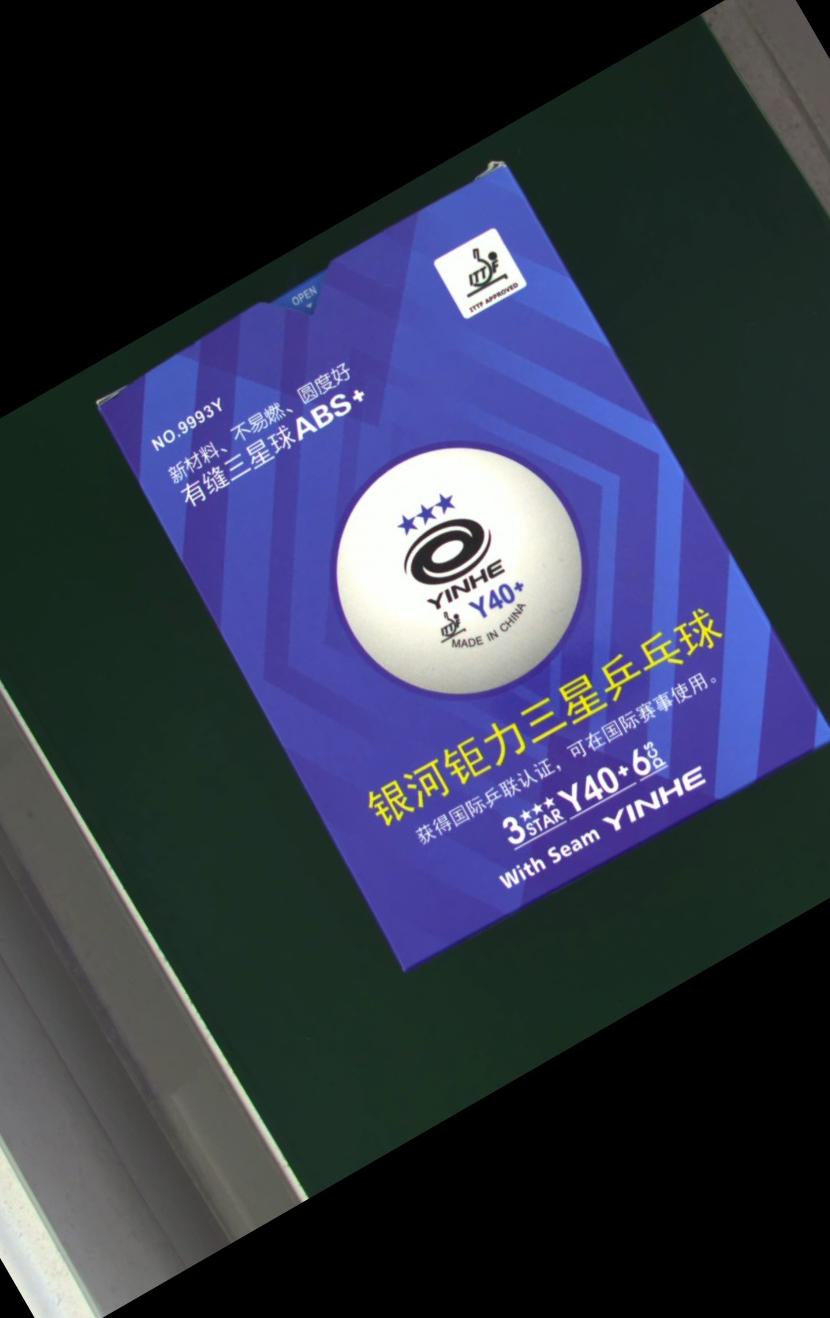 OPEN
ITTF
ITTF APPROVED
NO.9993Y
新材料、不易燃、圆度好
有缝三星球ABS+
YINHE
Y40+
ITTF
MADE IN CHINA
银河钜力三星乒乓球
获得国际乒联认证，可在国际赛事使用。
3★★★STAR Y40+6PCS
With Seam YINHE